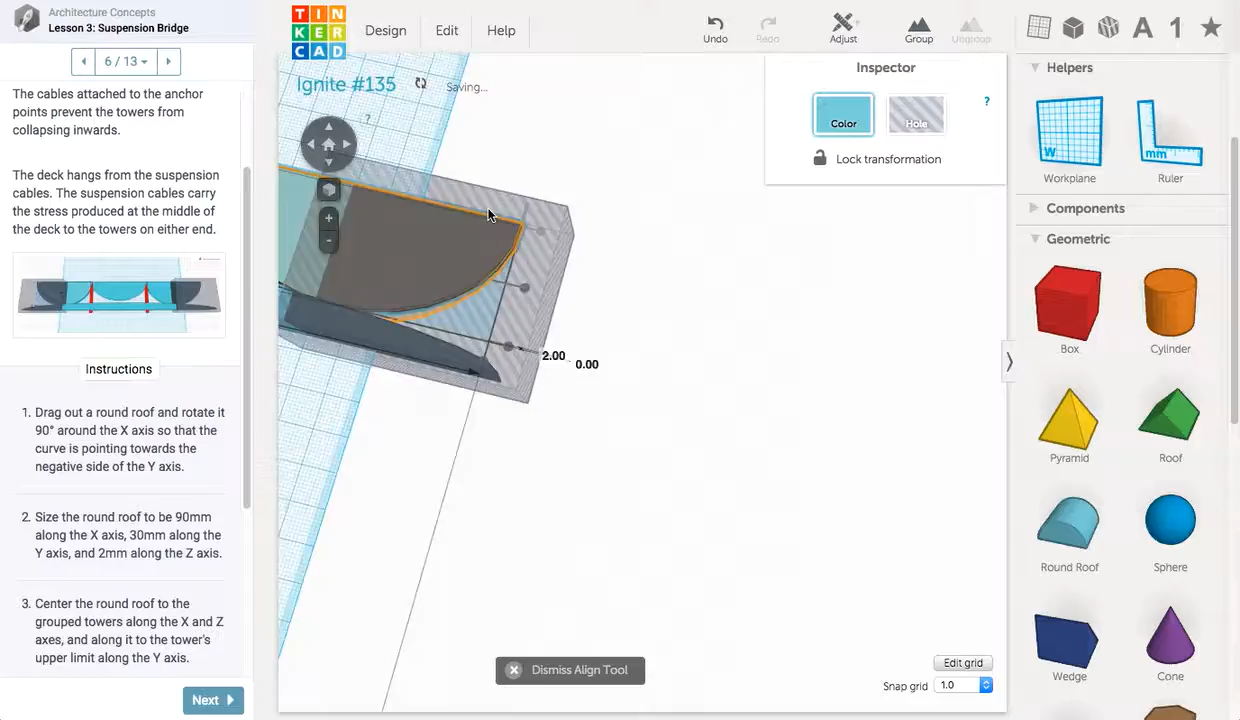 Architecture Concepts
Lesson 3: Suspension Bridge
6 / 13
The cables attached to the anchor
points prevent the towers from
collapsing inwards.
The deck hangs from the suspension
cables. The suspension cables carry
the stress produced at the middle of
the deck to the towers on either end.
Instructions
1. Drag out a round roof and rotate it
90° around the X axis so that the
curve is pointing towards the
negative side of the Y axis.
2. Size the round roof to be 90mm
along the X axis, 30mm along the
Y axis, and 2mm along the Z axis.
3. Center the round roof to the
grouped towers along the X and Z
axes, and along it to the tower's
upper limit along the Y axis.
Next
TIN
KER
CAD
Design
Edit
Help
Undo
Redo
Adjust
Group
Ungroup
Ignite #135
Saving...
?
+
-
2.00
0.00
Inspector
Color
Hole
?
Lock transformation
Dismiss Align Tool
Edit grid
Snap grid
1.0
A
1
Helpers
W
mm
Workplane
Ruler
Components
Geometric
Box
Cylinder
Pyramid
Roof
Round Roof
Sphere
Wedge
Cone